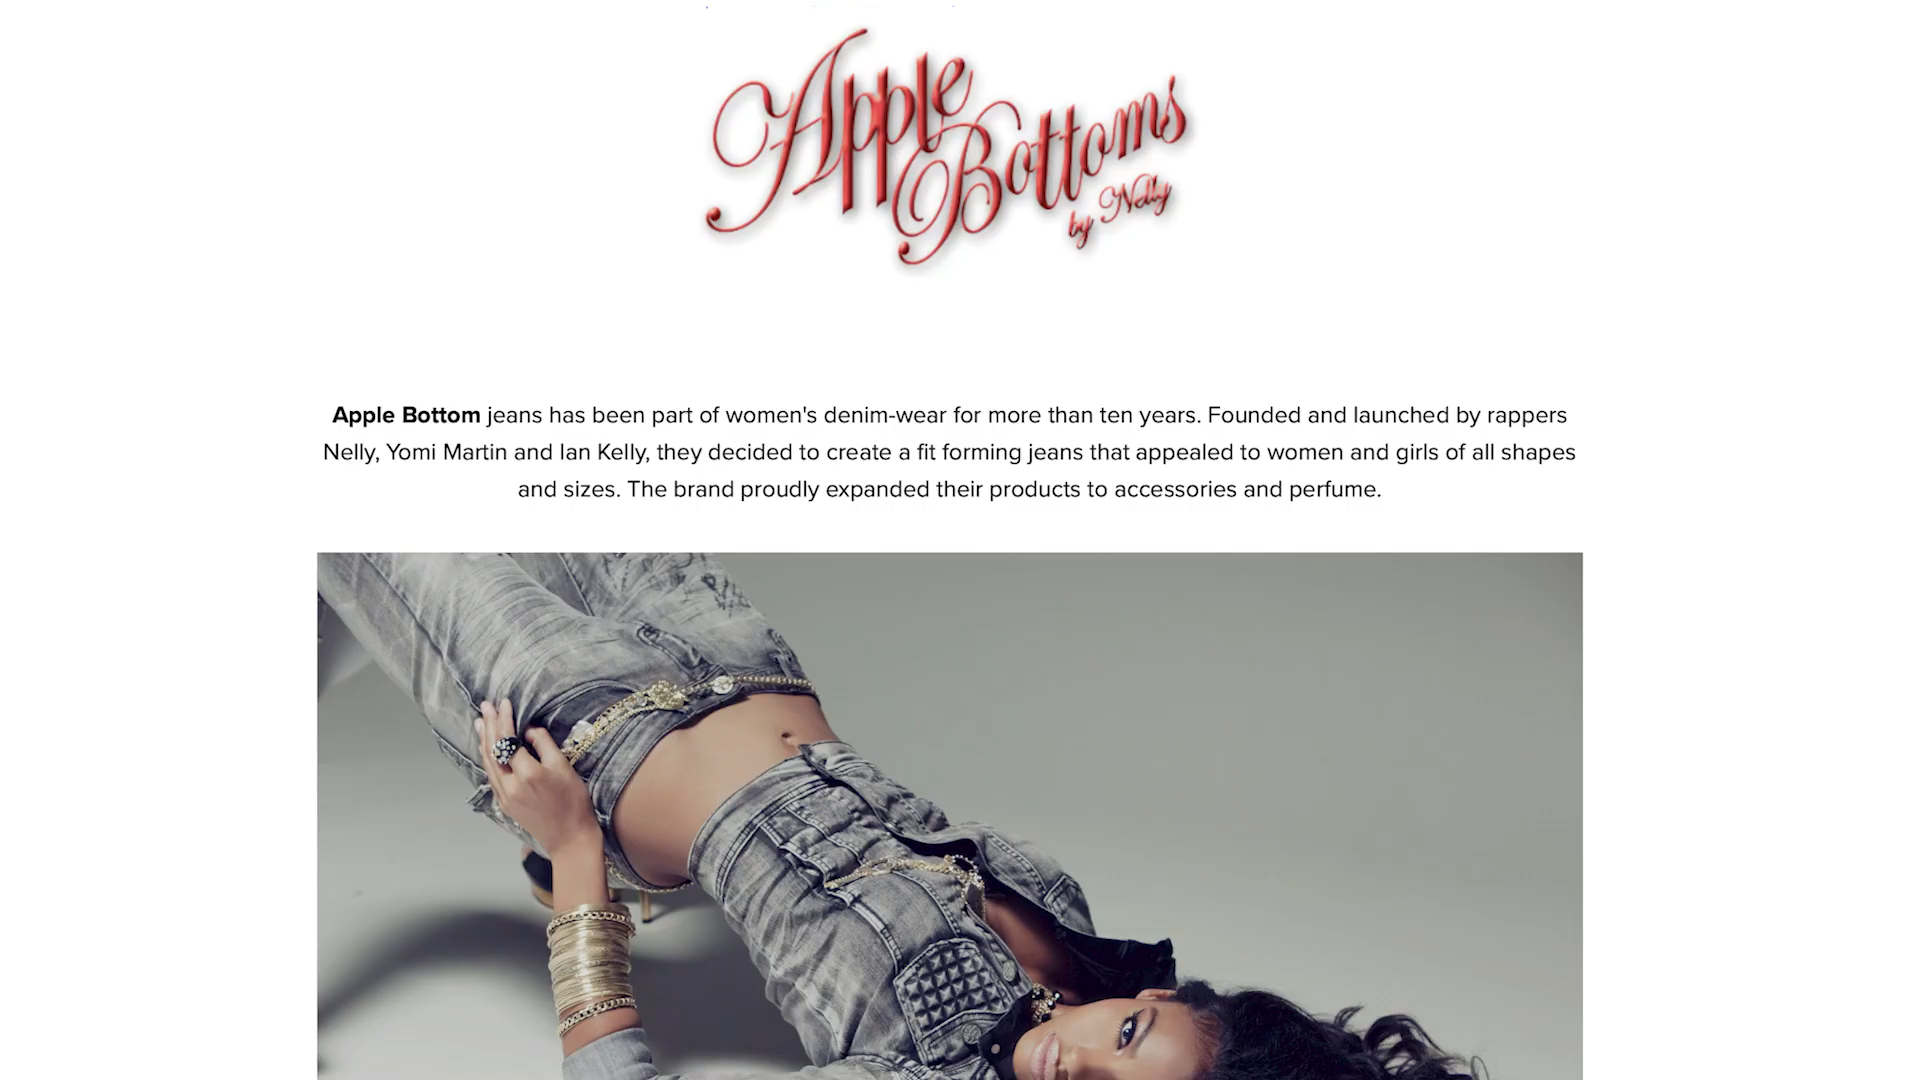 Apple
Bottoms
by Nelly
Apple Bottom jeans has been part of women's denim-wear for more than ten years. Founded and launched by rappers
Nelly, Yomi Martin and Ian Kelly, they decided to create a fit forming jeans that appealed to women and girls of all shapes
and sizes. The brand proudly expanded their products to accessories and perfume.